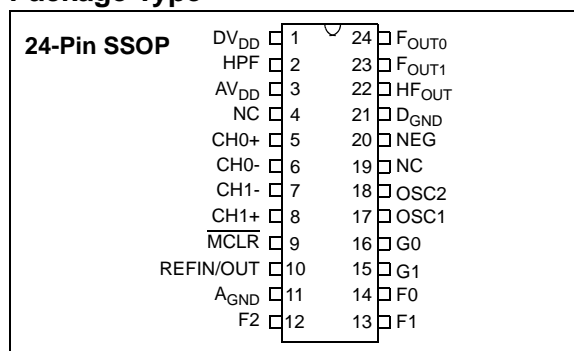 24-Pin SSOP
DVDD 1 24 FOUT0
HPF 2 23 FOUT1
AVDD 3 22 HFOUT
NC 4 21 DGND
CH0+ 5 20 NEG
CH0- 6 19 NC
CH1- 7 18 OSC2
CH1+ 8 17 OSC1
MCLR 9 16 G0
REFIN/OUT 10 15 G1
AGND 11 14 F0
F2 12 13 F1